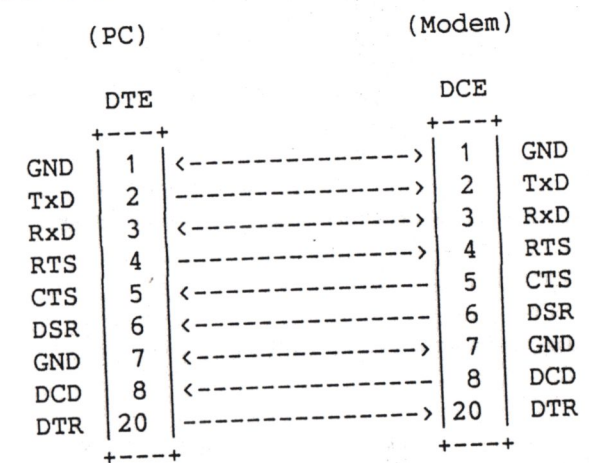 (PC) (Modem)
DTE DCE
+----+ +----+
GND | 1 |<--------------->| 1 | GND
TxD | 2 | --------------->| 2 | TxD
RxD | 3 |<--------------->| 3 | RxD
RTS | 4 | --------------->| 4 | RTS
CTS | 5 |<--------------- | 5 | CTS
DSR | 6 |<--------------- | 6 | DSR
GND | 7 |<--------------->| 7 | GND
DCD | 8 |<--------------- | 8 | DCD
DTR | 20 | --------------->| 20 | DTR
+----+ +----+